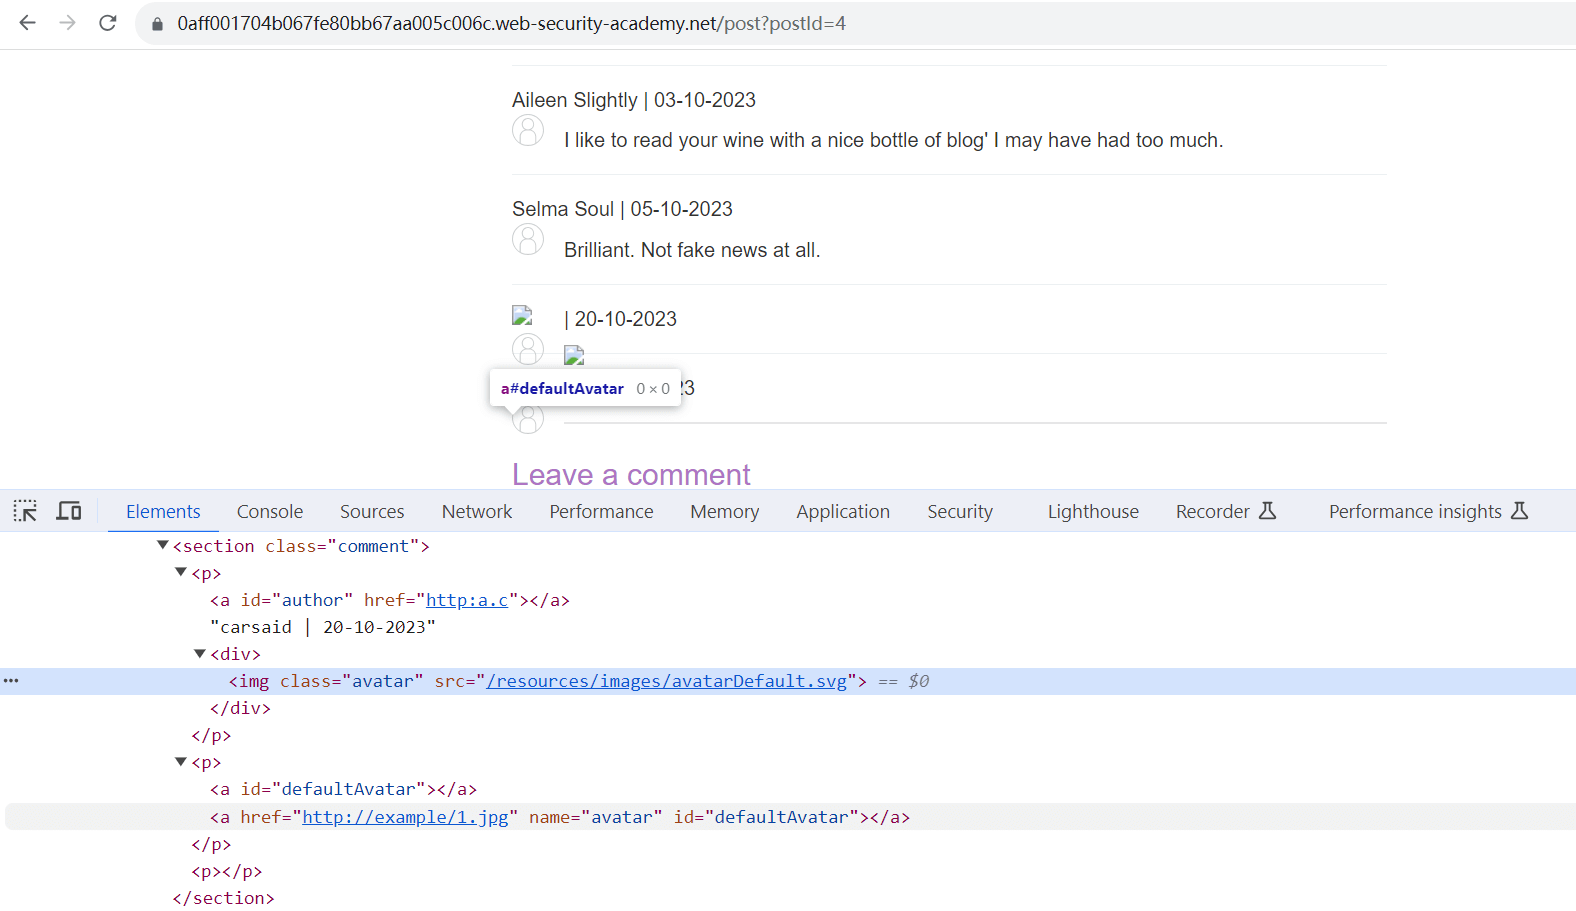 0aff001704b067fe80bb67aa005c006c.web-security-academy.net/post?postId=4
Aileen Slightly | 03-10-2023
I like to read your wine with a nice bottle of blog' I may have had too much.
Selma Soul | 05-10-2023
Brilliant. Not fake news at all.
| 20-10-2023
a#defaultAvatar 0 × 0 23
Leave a comment
Elements Console Sources Network Performance Memory Application Security Lighthouse Recorder Performance insights
<section class="comment">
<p>
<a id="author" href="http:a.c"></a>
"carsaid | 20-10-2023"
<div>
<img class="avatar" src="/resources/images/avatarDefault.svg"> == $0
</div>
</p>
<p>
<a id="defaultAvatar"></a>
<a href="http://example/1.jpg" name="avatar" id="defaultAvatar"></a>
</p>
<p></p>
</section>